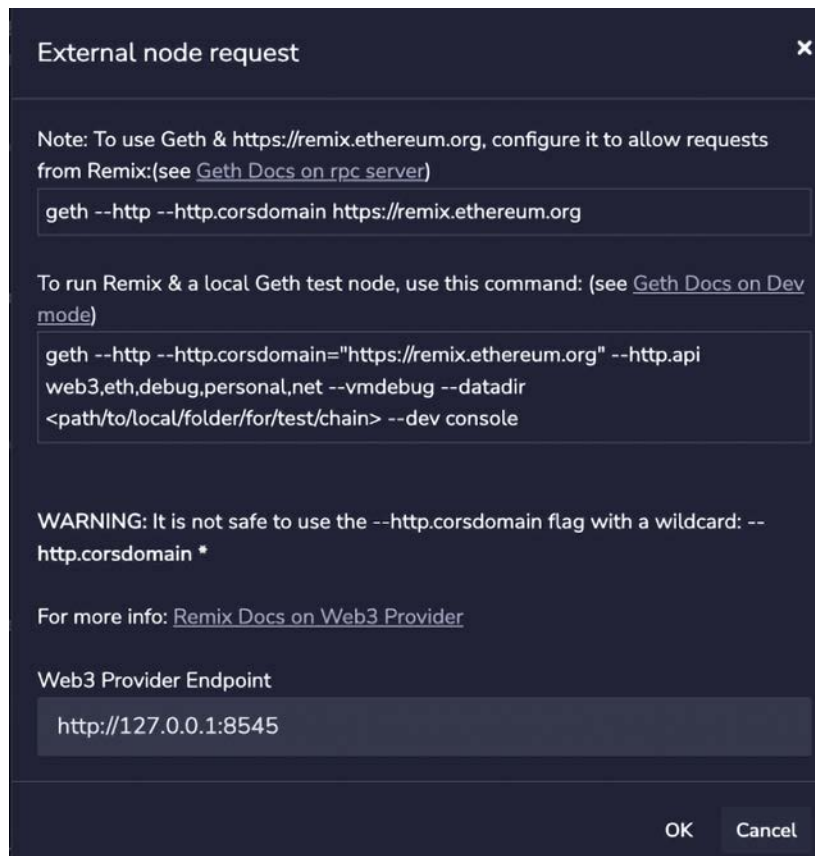 External node request
×
Note: To use Geth & https://remix.ethereum.org, configure it to allow requests
from Remix:(see Geth Docs on rpc server)
geth --http --http.corsdomain https://remix.ethereum.org
To run Remix & a local Geth test node, use this command: (see Geth Docs on Dev
mode)
geth --http --http.corsdomain="https://remix.ethereum.org" --http.api
web3,eth,debug,personal,net --vmdebug --datadir
<path/to/local/folder/for/test/chain> --dev console
WARNING: It is not safe to use the --http.corsdomain flag with a wildcard: --
http.corsdomain *
For more info: Remix Docs on Web3 Provider
Web3 Provider Endpoint
http://127.0.0.1:8545
OK Cancel